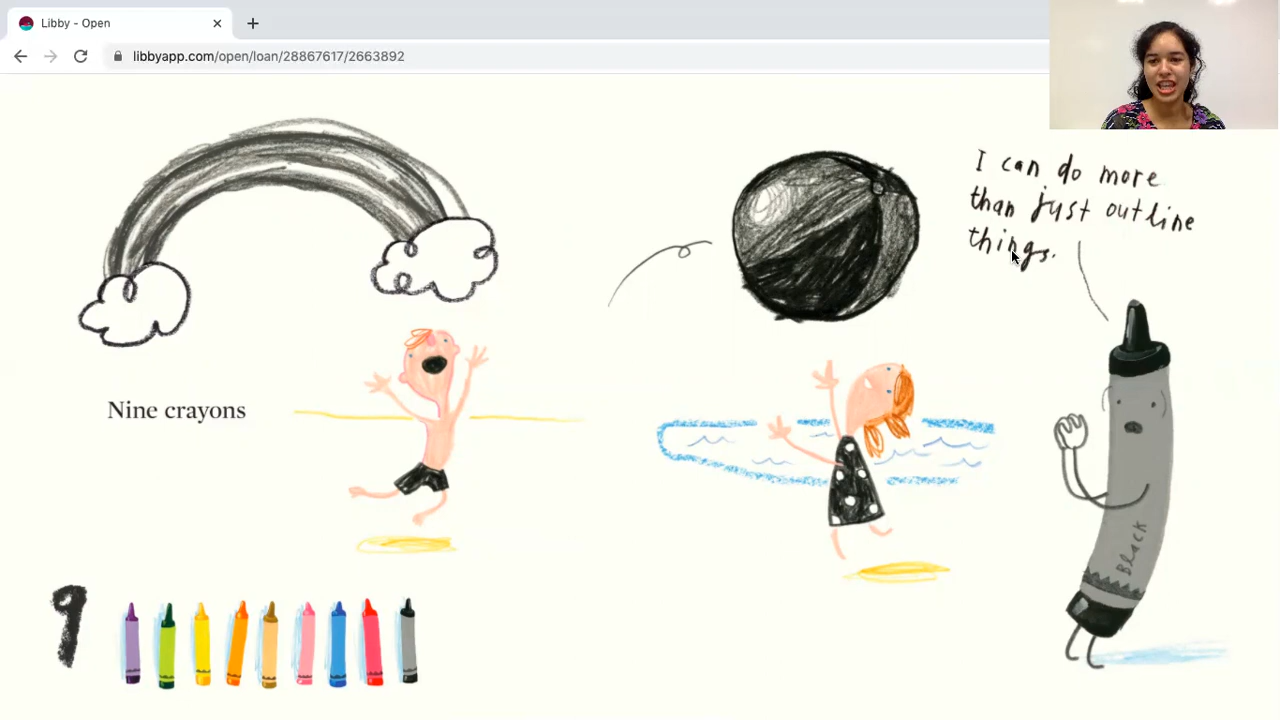 Libby - Open
libbyapp.com/open/loan/28867617/2663892
I can do more
than just outline
things.
Nine crayons
Black
9